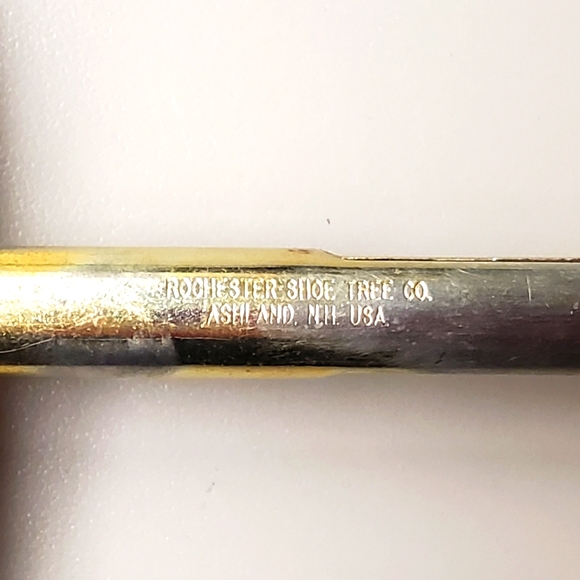 ROCHESTER SHOE TREE CO.
ASHLAND, N.H. USA